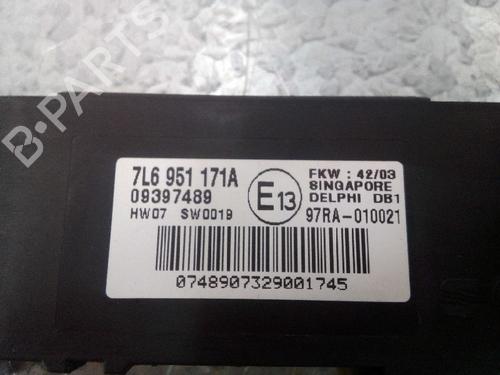 B-PARTS
7L6 951 171A
09397489
HW07 SW0019
E13
FKW : 42/03
SINGAPORE
DELPHI DB1
97RA-010021
0748907329001745